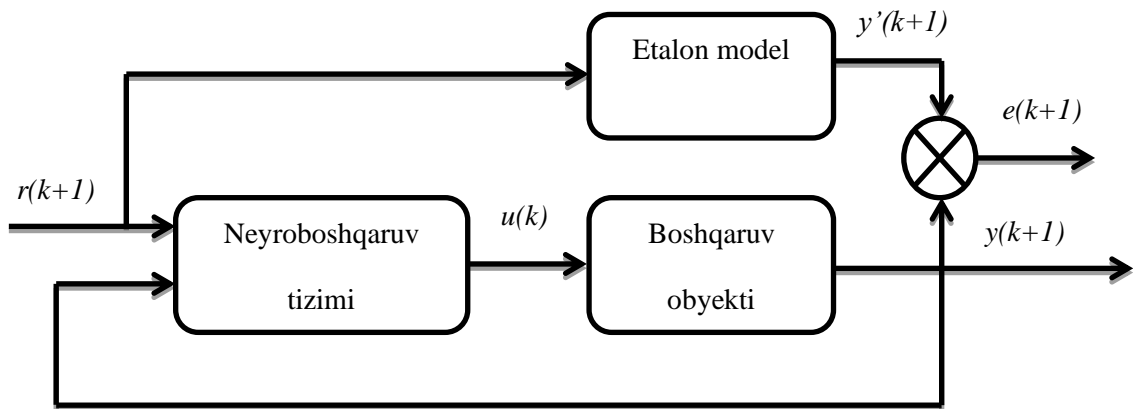 y’(k+1)
Etalon model
e(k+1)
r(k+1)
u(k)
Neyroboshqaruv
tizimi
Boshqaruv
obyekti
y(k+1)